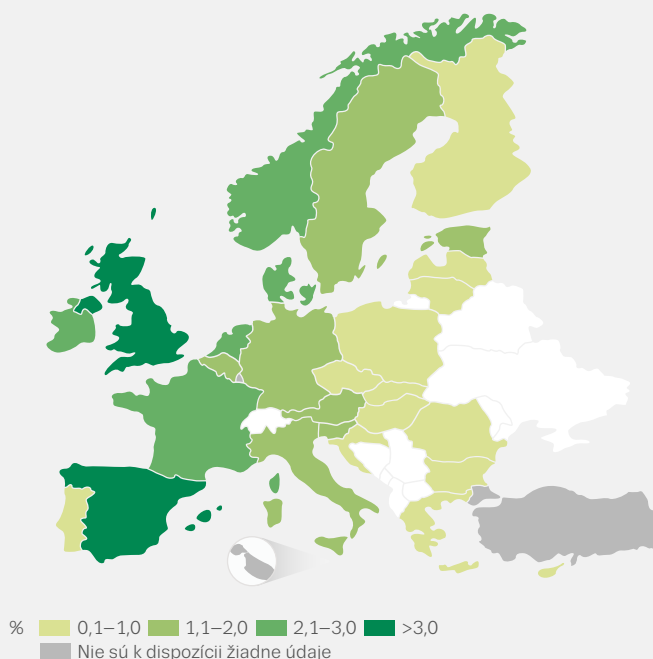 % 0,1–1,0 1,1–2,0 2,1–3,0 >3,0
Nie sú k dispozícii žiadne údaje